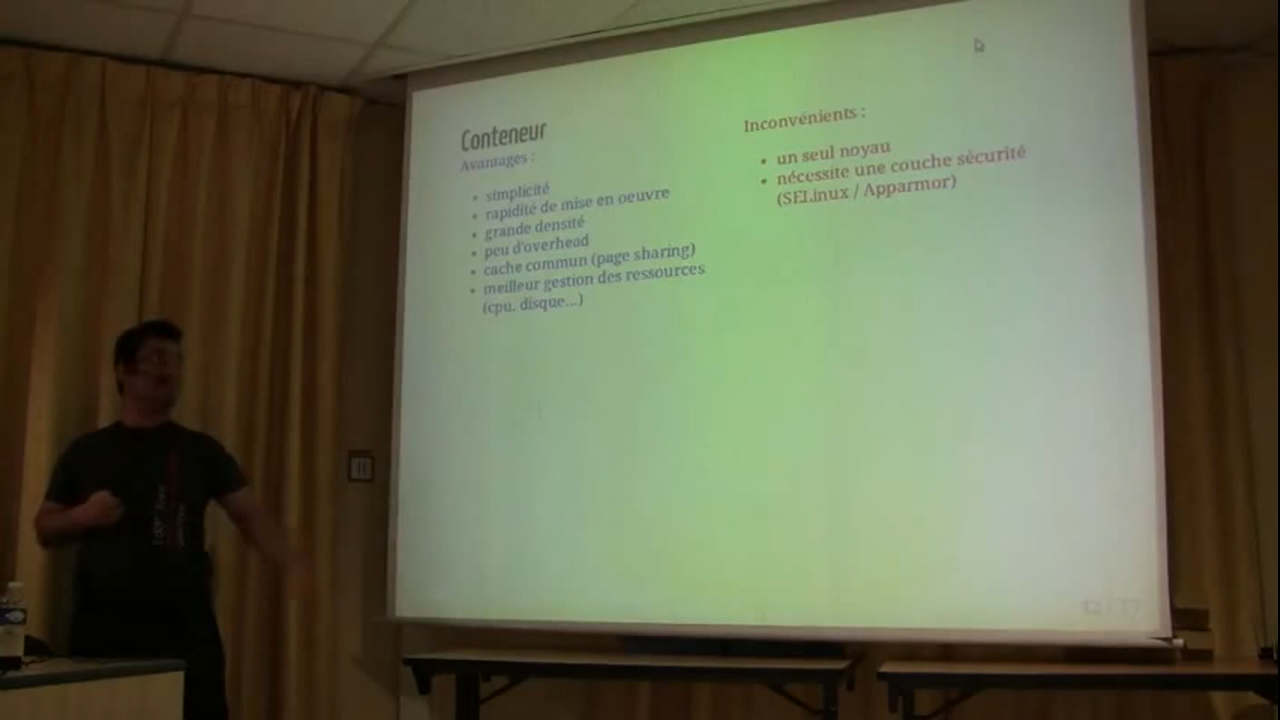 Conteneur
Avantages :
simplicité
rapidité de mise en oeuvre
grande densité
peu d'overhead
cache commun (page sharing)
meilleur gestion des ressources
(cpu, disque...)
Inconvénients :
un seul noyau
nécessite une couche sécurité
(SELinux / Apparmor)